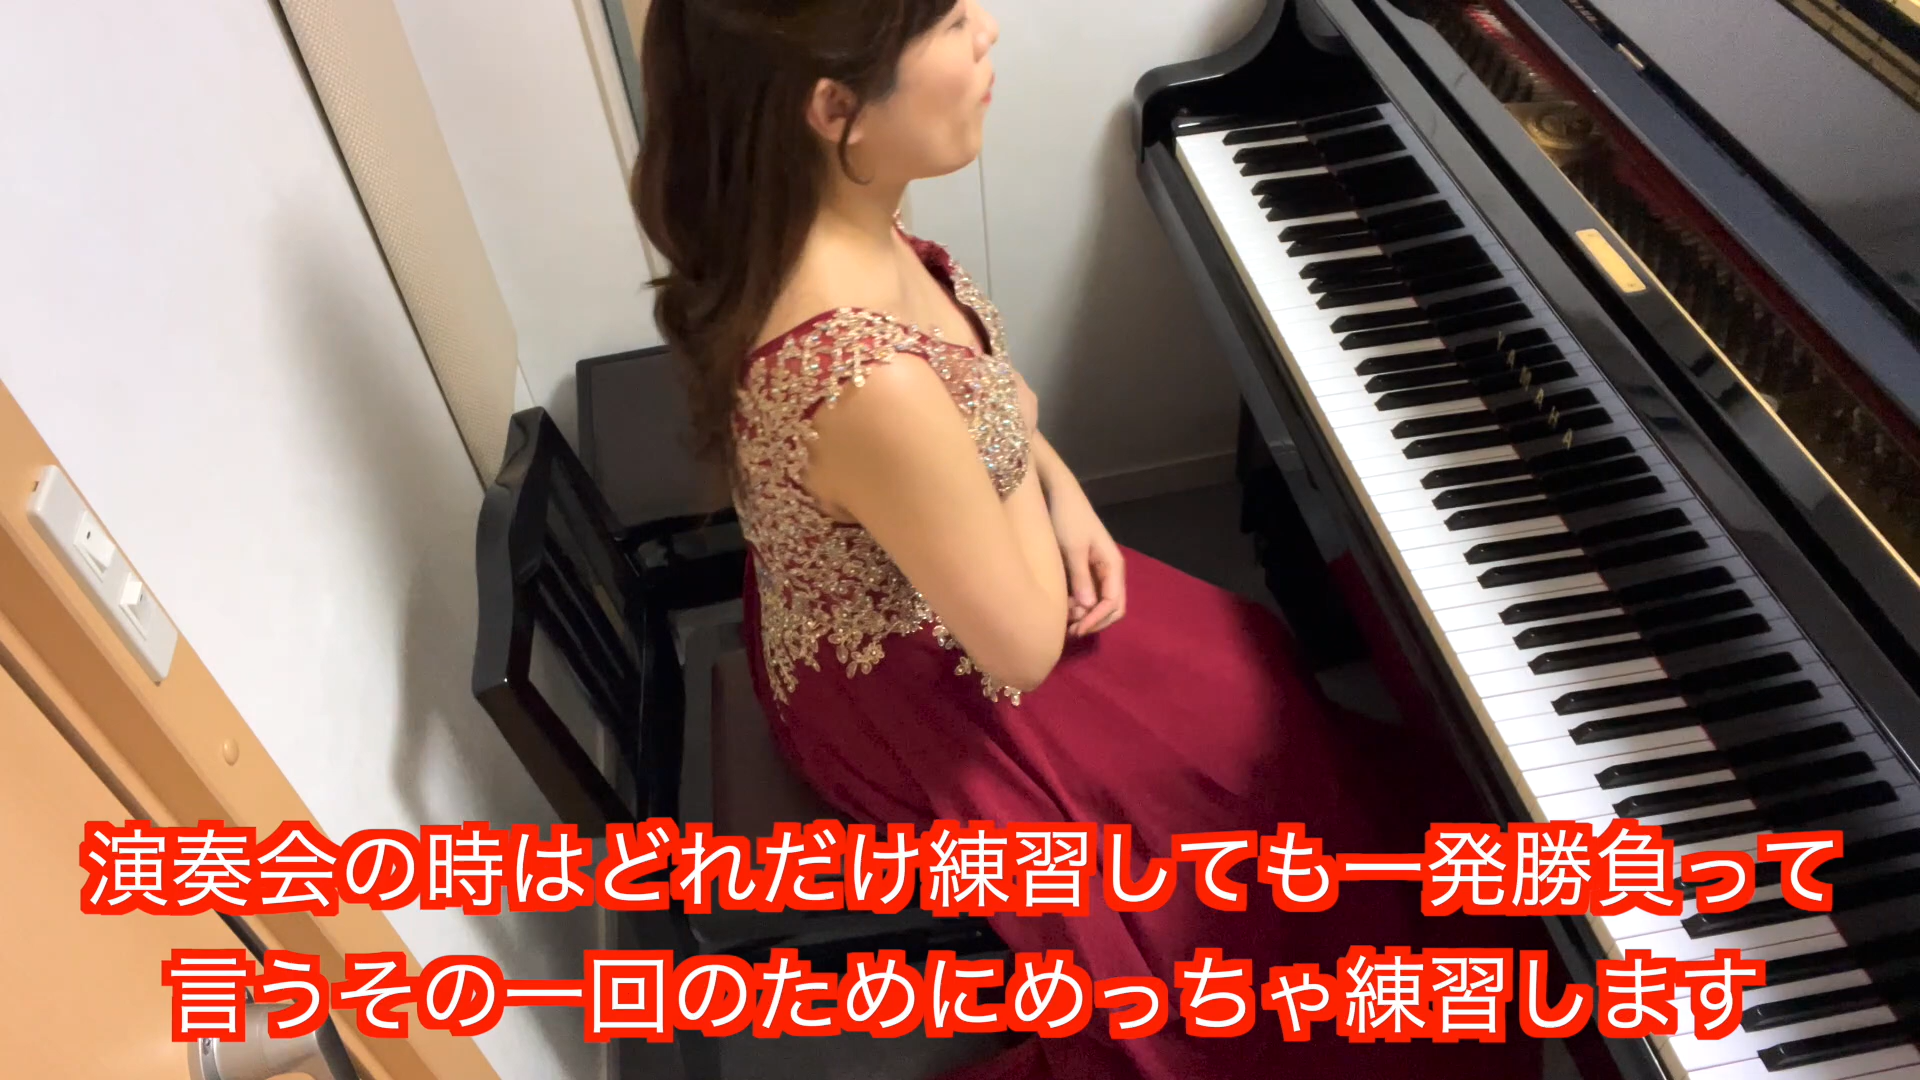 演奏会の時はどれだけ練習しても一発勝負って
言うその一回のためにめっちゃ練習します
YAMAHA